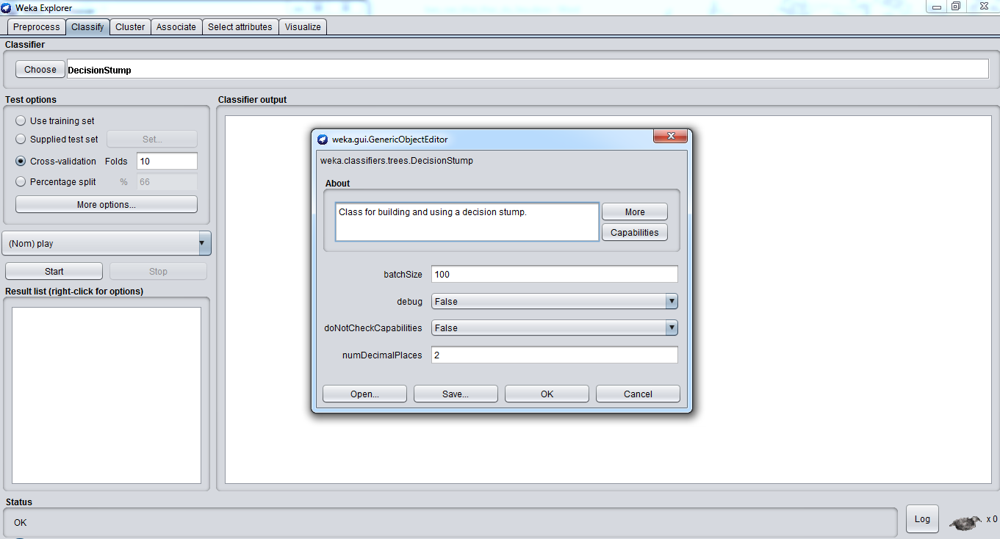 Weka Explorer
Preprocess Classify Cluster Associate Select attributes Visualize
Classifier
Choose DecisionStump
Test options
Use training set
Supplied test set Set...
Cross-validation Folds 10
Percentage split % 66
More options...
(Nom) play
Start Stop
Result list (right-click for options)
Classifier output
weka.gui.GenericObjectEditor
weka.classifiers.trees.DecisionStump
About
Class for building and using a decision stump.
More
Capabilities
batchSize 100
debug False
doNotCheckCapabilities False
numDecimalPlaces 2
Open... Save... OK Cancel
Status
OK
Log x 0